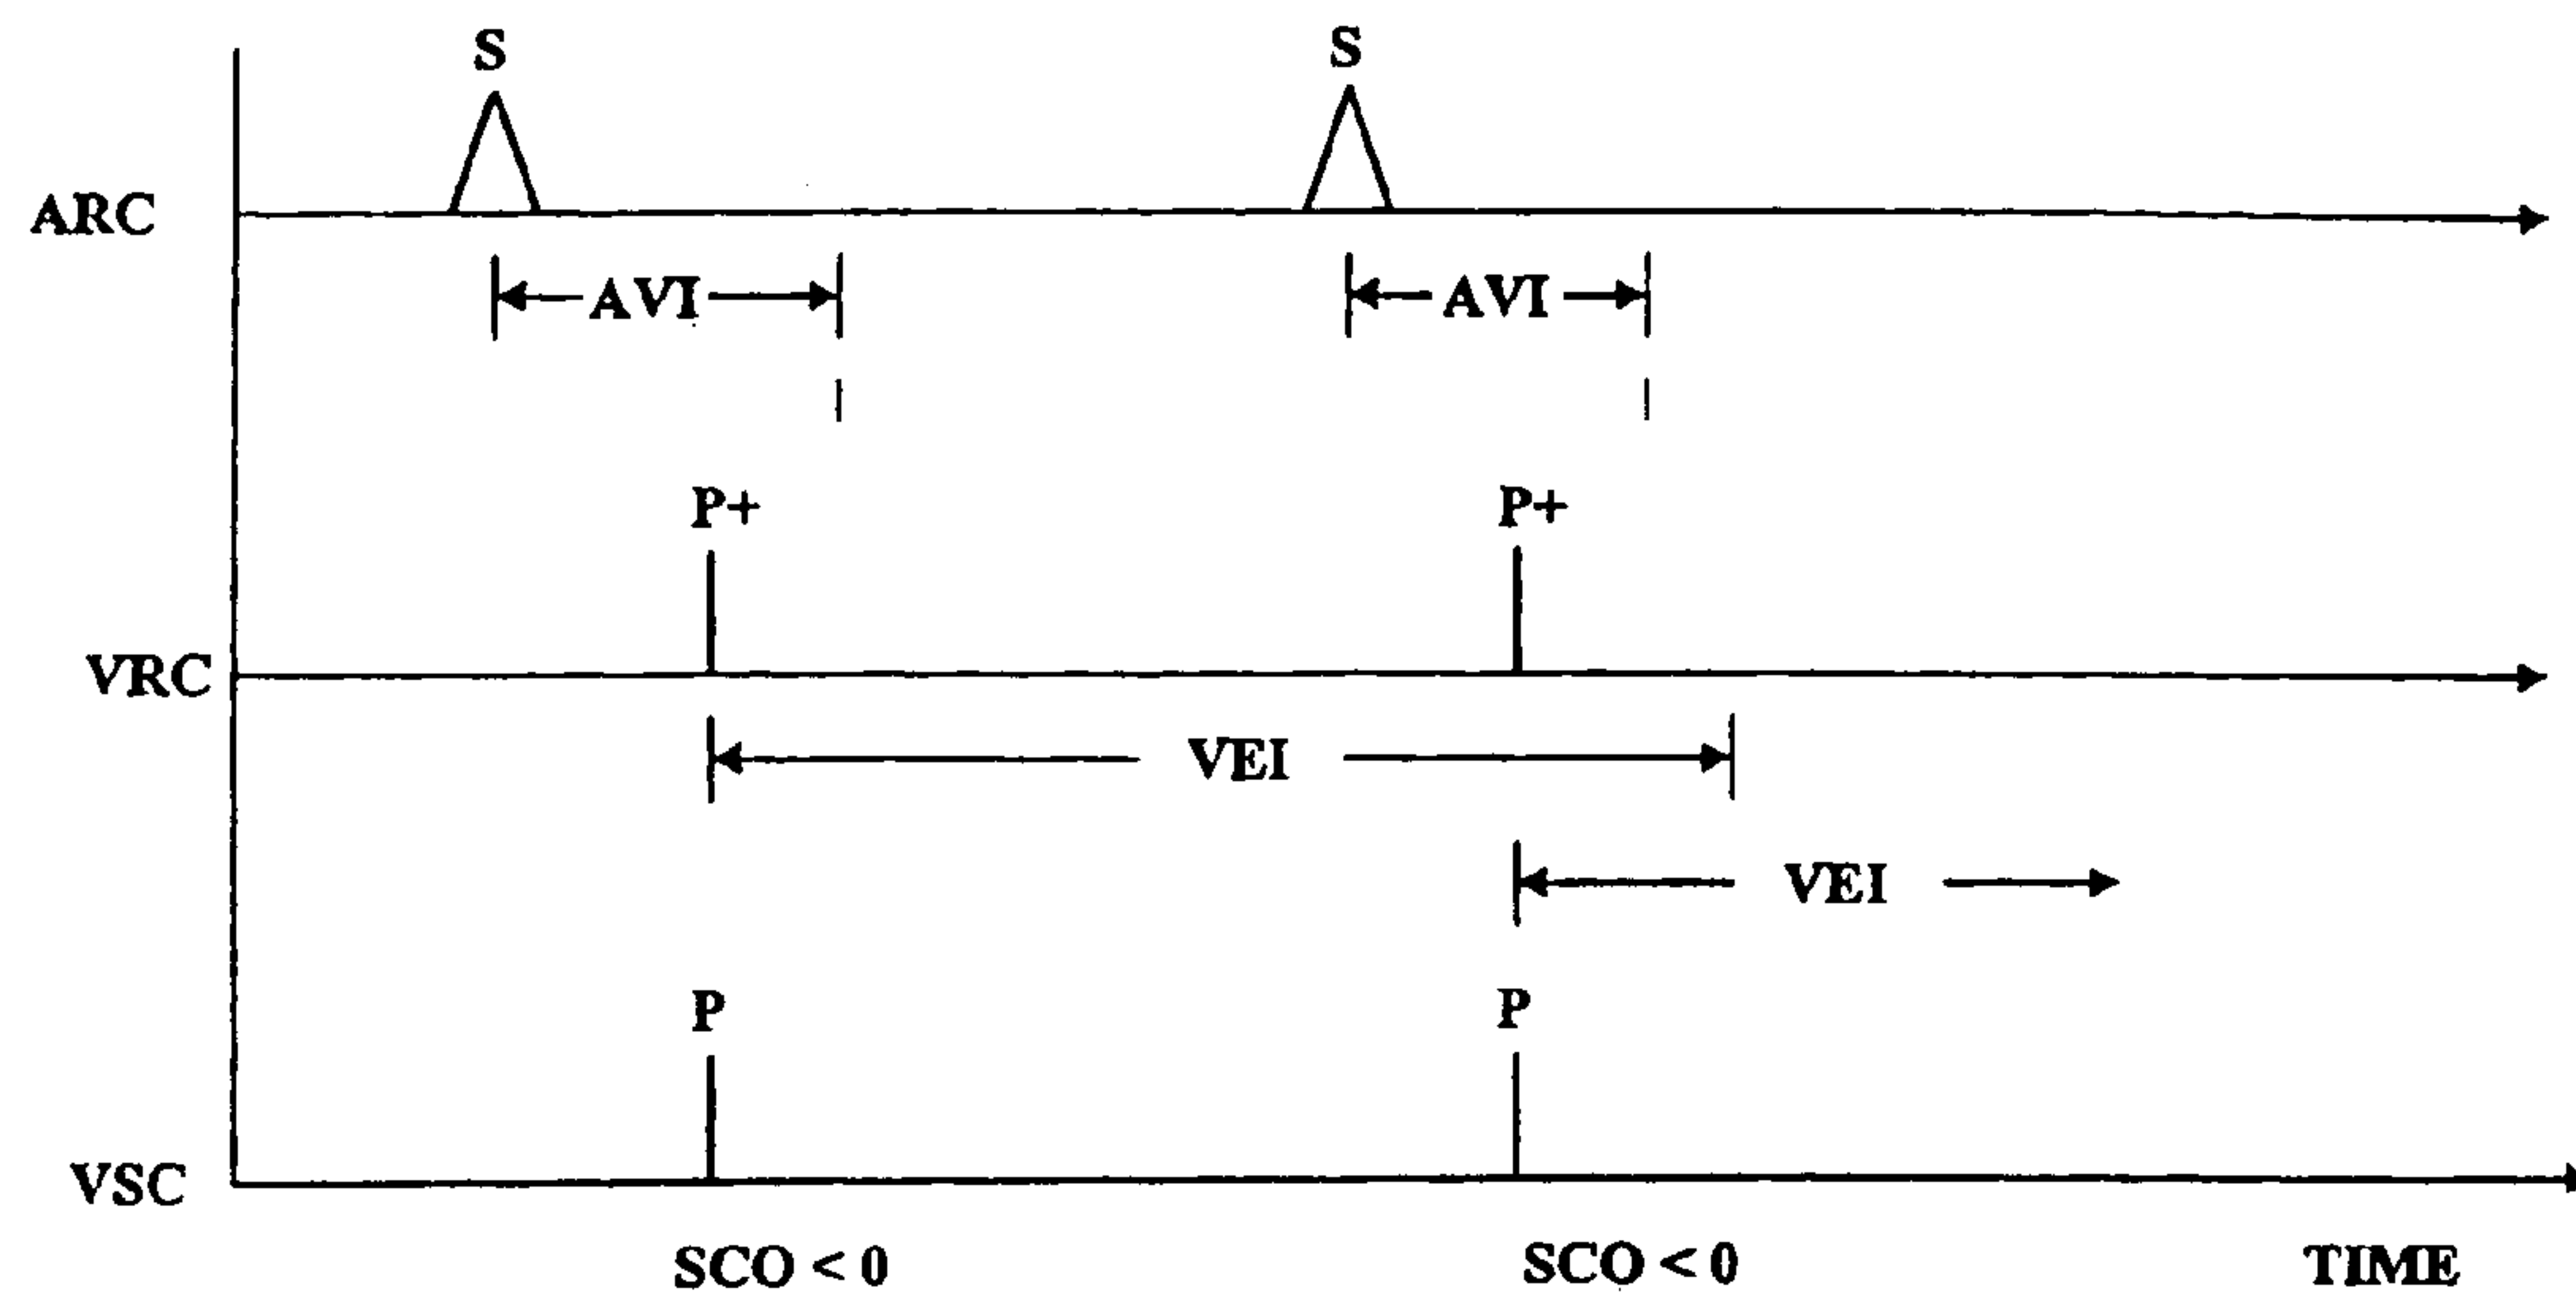 S S
ARC
AVI AVI
P+ P+
VRC
VEI
VEI
P P
VSC
SCO < 0 SCO < 0 TIME